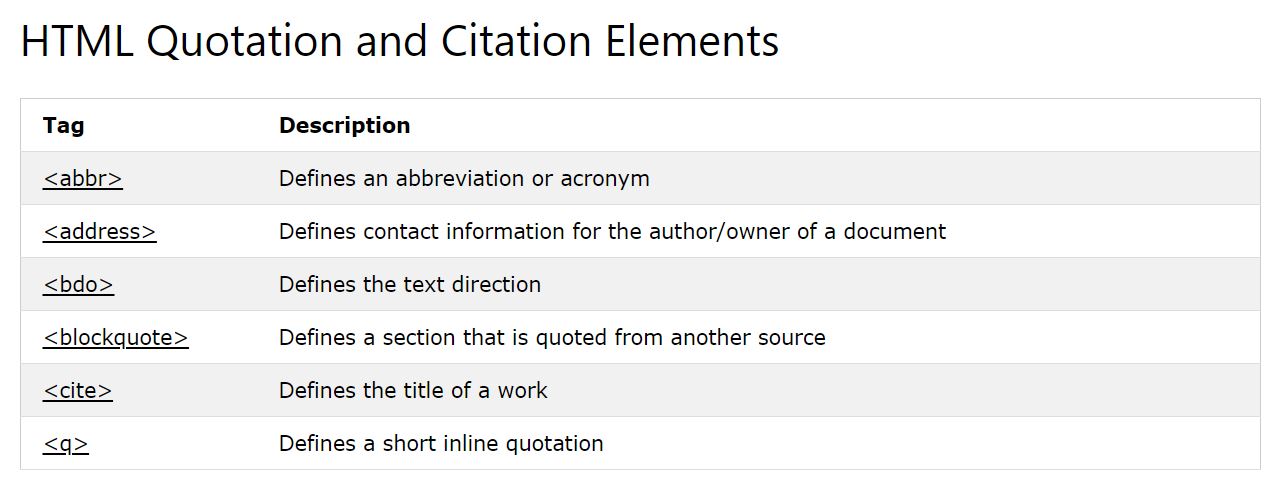 HTML Quotation and Citation Elements
Tag Description
<abbr> Defines an abbreviation or acronym
<address> Defines contact information for the author/owner of a document
<bdo> Defines the text direction
<blockquote> Defines a section that is quoted from another source
<cite> Defines the title of a work
<q> Defines a short inline quotation